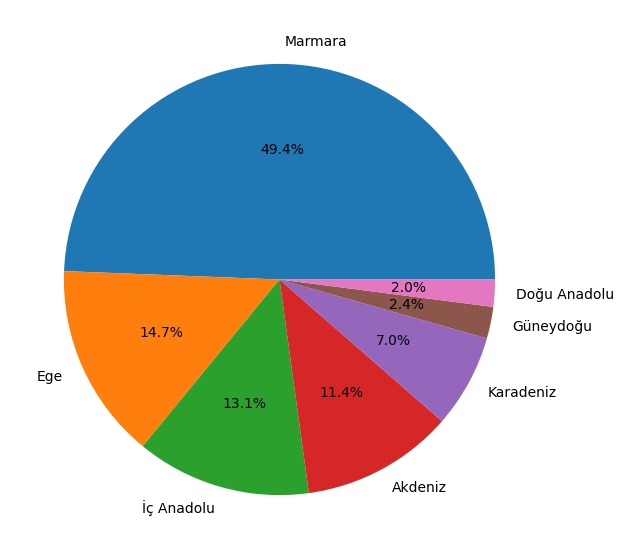 Marmara
49.4%
2.0%
Doğu Anadolu
2.4%
Güneydoğu
14.7%
7.0%
Ege
Karadeniz
13.1%
11.4%
Akdeniz
İç Anadolu